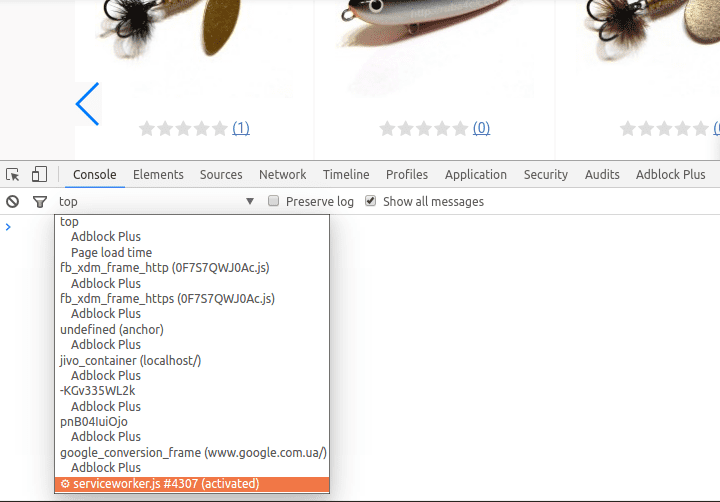 (1)
(0)
Console Elements Sources Network Timeline Profiles Application Security Audits Adblock Plus
top Preserve log Show all messages
top
Adblock Plus
Page load time
fb_xdm_frame_http (0F7S7QWJ0Ac.js)
Adblock Plus
fb_xdm_frame_https (0F7S7QWJ0Ac.js)
Adblock Plus
undefined (anchor)
Adblock Plus
jivo_container (localhost/)
Adblock Plus
-KGv335WL2k
Adblock Plus
pnB04IuiOjo
Adblock Plus
google_conversion_frame (www.google.com.ua/)
Adblock Plus
serviceworker.js #4307 (activated)